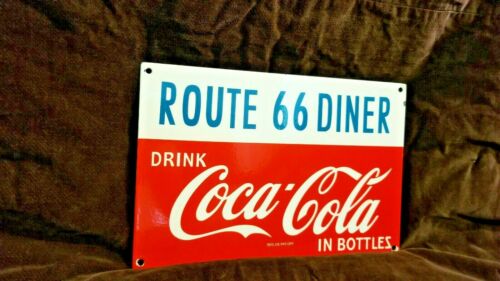 ROUTE 66 DINER
DRINK
Coca-Cola
IN BOTTLES